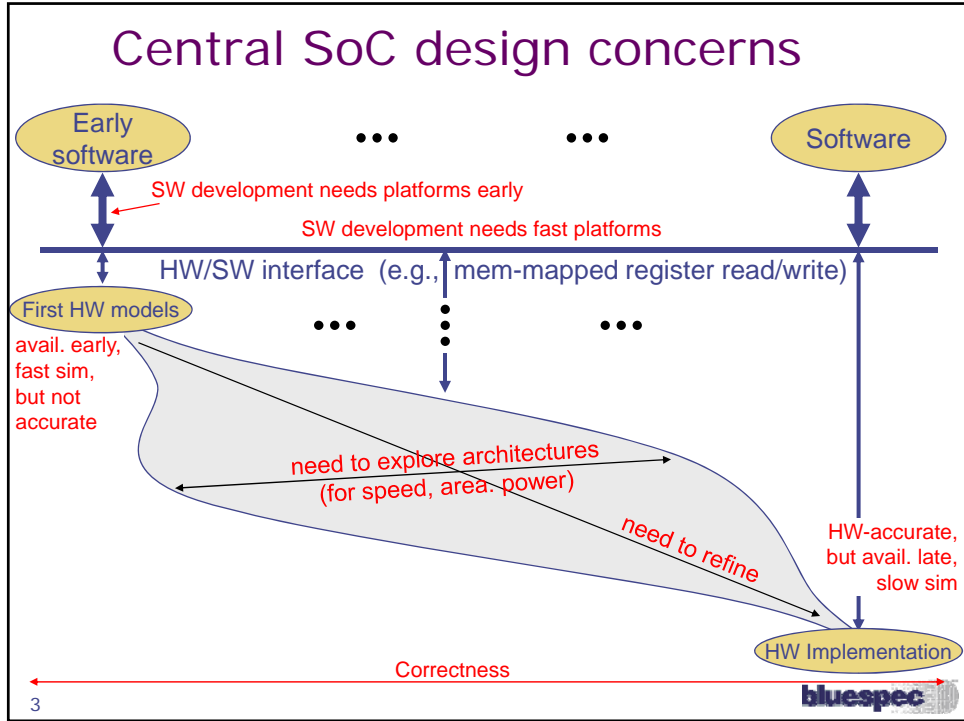 Central SoC design concerns
Early
software
•••
•••
Software
SW development needs platforms early
SW development needs fast platforms
HW/SW interface (e.g., mem-mapped register read/write)
First HW models
•••
•••
avail. early,
fast sim,
but not
accurate
need to explore architectures
(for speed, area. power)
need to refine
HW-accurate,
but avail. late,
slow sim
HW Implementation
Correctness
3
bluespec